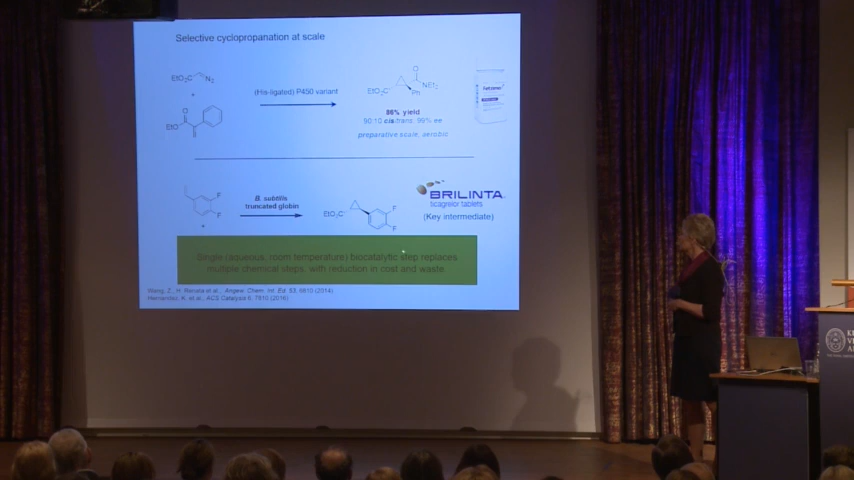 Selective cyclopropanation at scale
EtO₂C N₂
+
(His-ligated) P450 variant
O
EtO₂C NEt₂
Ph
O
EtO
86% yield
90:10 cis:trans, 99% ee
preparative scale, aerobic
F
F
+
B. subtilis
truncated globin
EtO₂C
F
F
BRILINTA
ticagrelor tablets
(Key intermediate)
Single (aqueous, room temperature) biocatalytic step replaces
multiple chemical steps, with reduction in cost and waste
et al., Angew. Chem. Int. Ed. 53, 6810 (2014)
Hernandez, K. et al., ACS Catalysis 6, 7810 (2016)